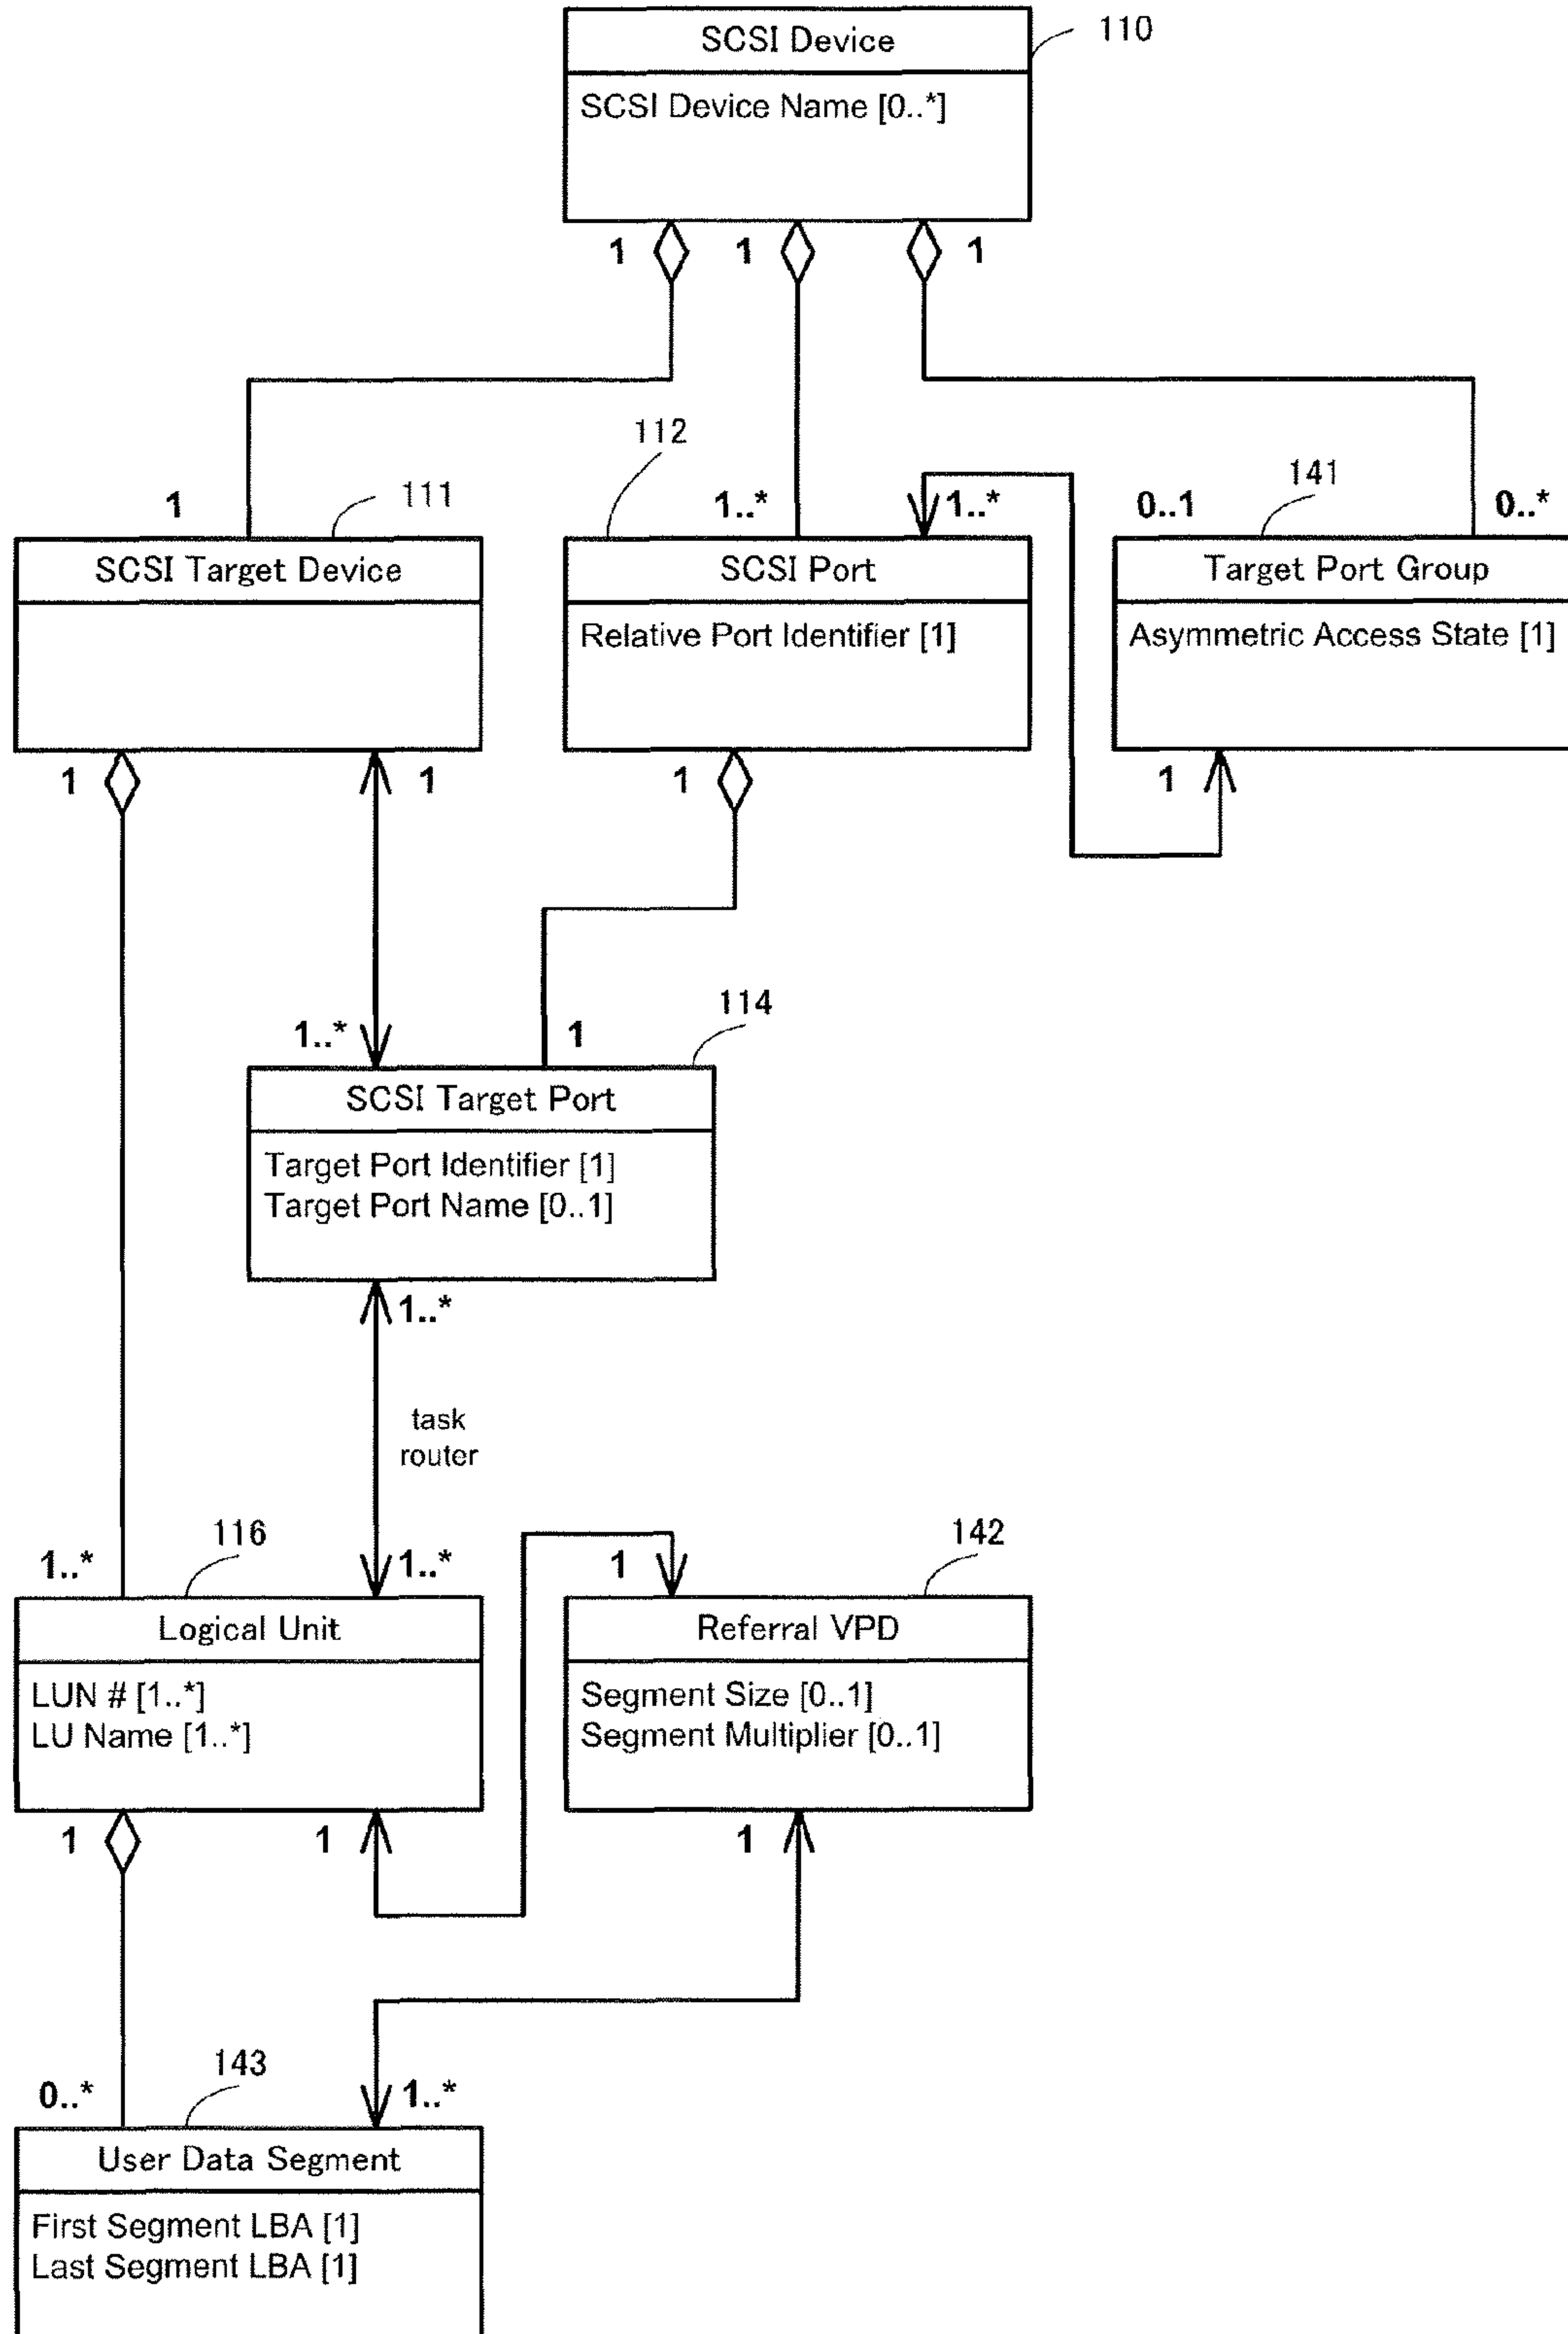 SCSI Device
110
SCSI Device Name [0..*]
1
1
1
112
141
1
111
1..*
1..*
0..1
0..*
SCSI Target Device
SCSI Port
Target Port Group
Relative Port Identifier [1]
Asymmetric Access State [1]
1
1
1
1
1..*
1
114
SCSI Target Port
Target Port Identifier [1]
Target Port Name [0..1]
1..*
task
router
116
142
1..*
1..*
1
Logical Unit
Referral VPD
LUN # [1..*]
LU Name [1..*]
Segment Size [0..1]
Segment Multiplier [0..1]
1
1
1
143
0..*
1..*
User Data Segment
First Segment LBA [1]
Last Segment LBA [1]